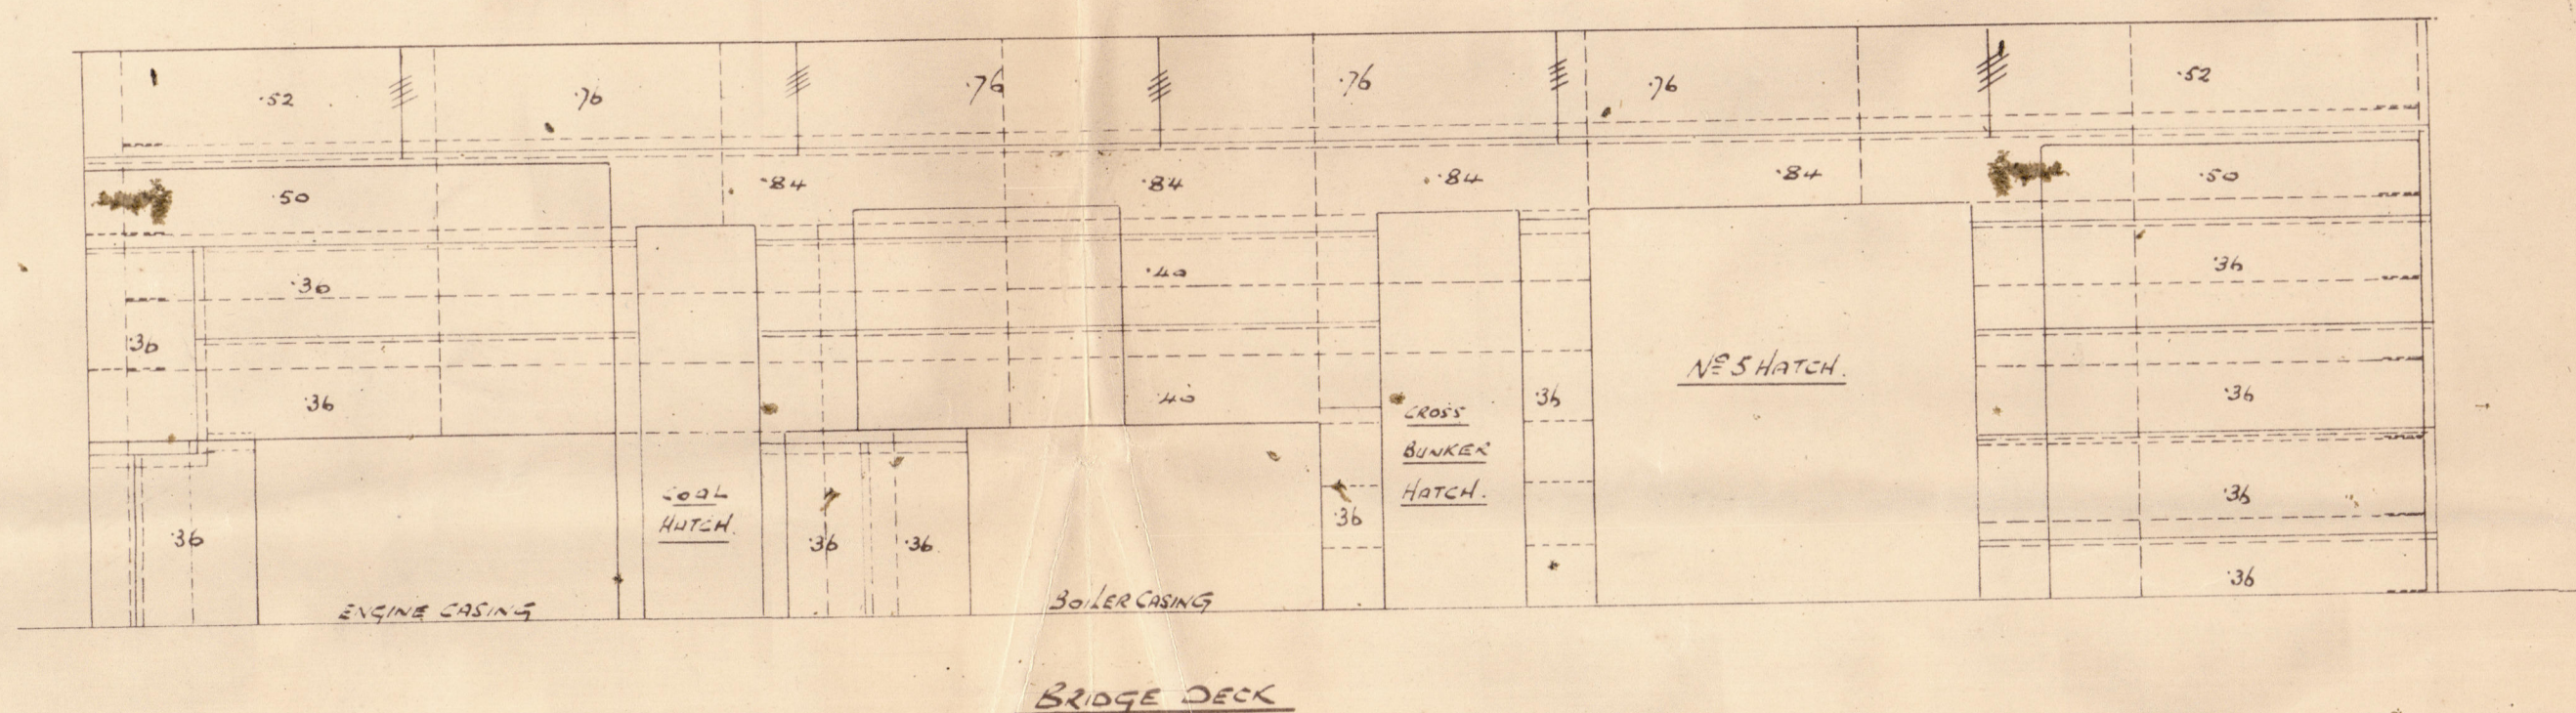 ·52 ·76 ·76 ·76 ·76 ·52
·50 ·84 ·84 ·84 ·84 ·50
·36 ·40 ·36
·36
·36 ·40 ·36 ·36
Nº 5 HATCH.
CROSS
BUNKER
HATCH.
COAL
HATCH.
·36 ·36 ·36 ·36 ·36
·36
ENGINE CASING
BOILER CASING
BRIDGE DECK